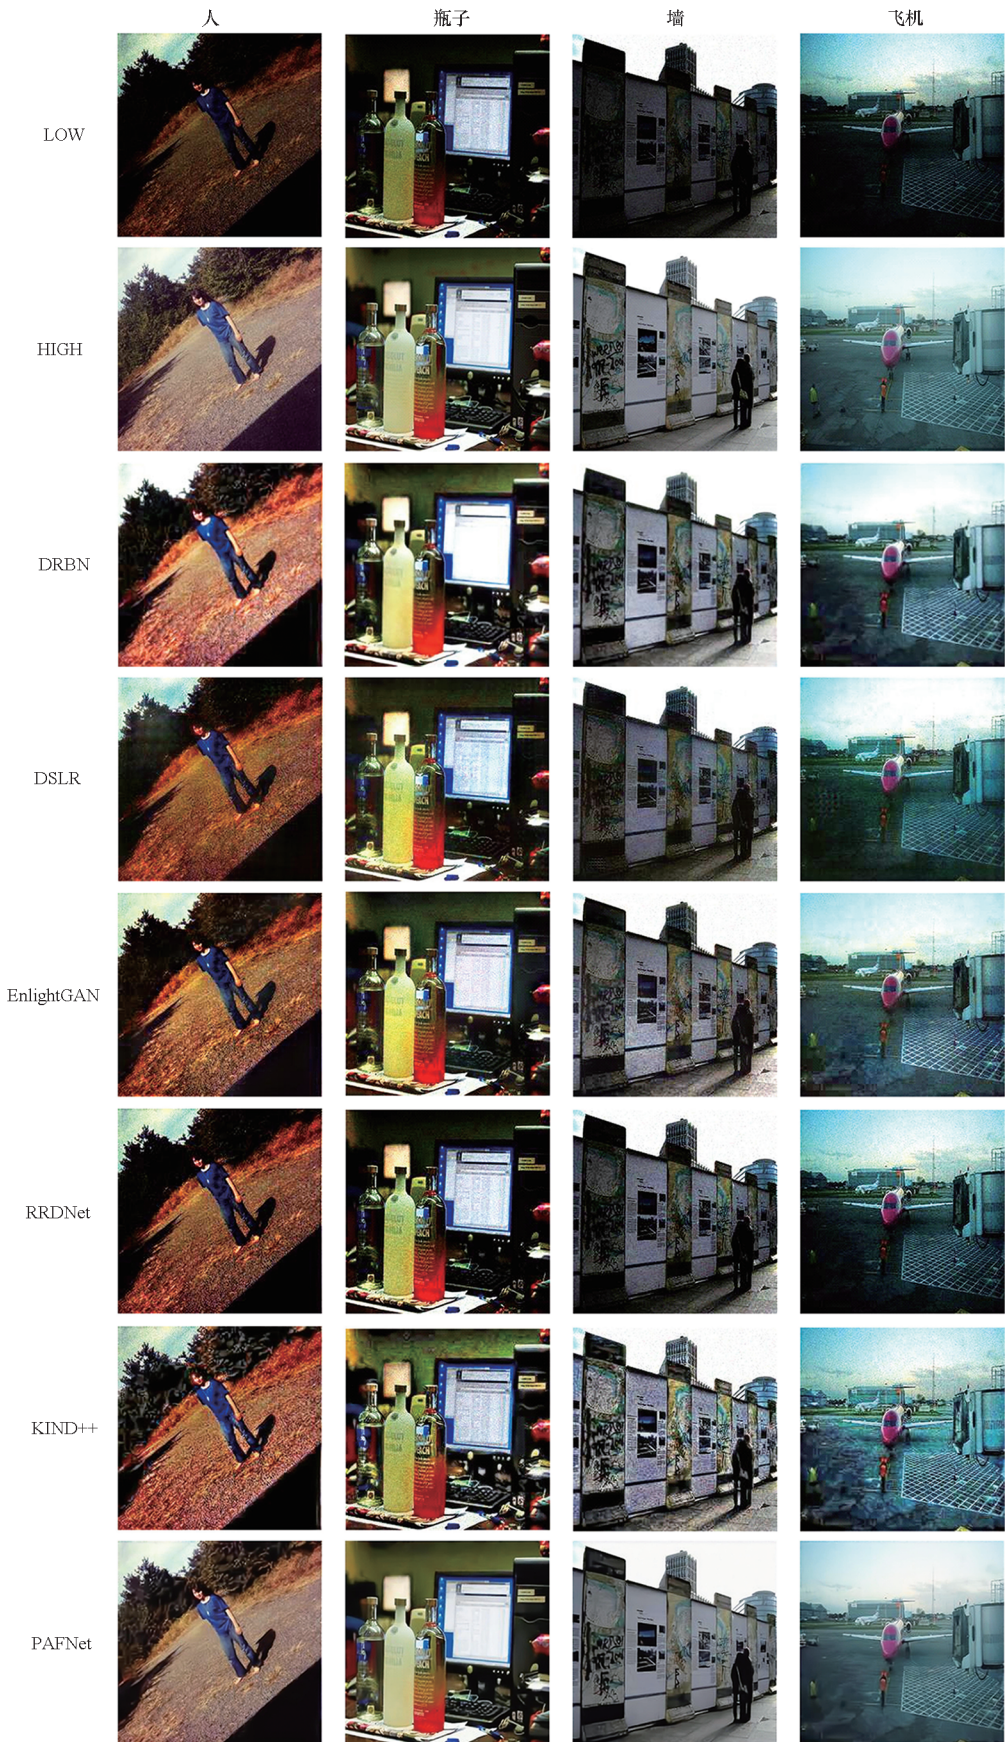 人 瓶子 墙 飞机
LOW
HIGH
DRBN
DSLR
EnlightGAN
RRDNet
KIND++
PAFNet